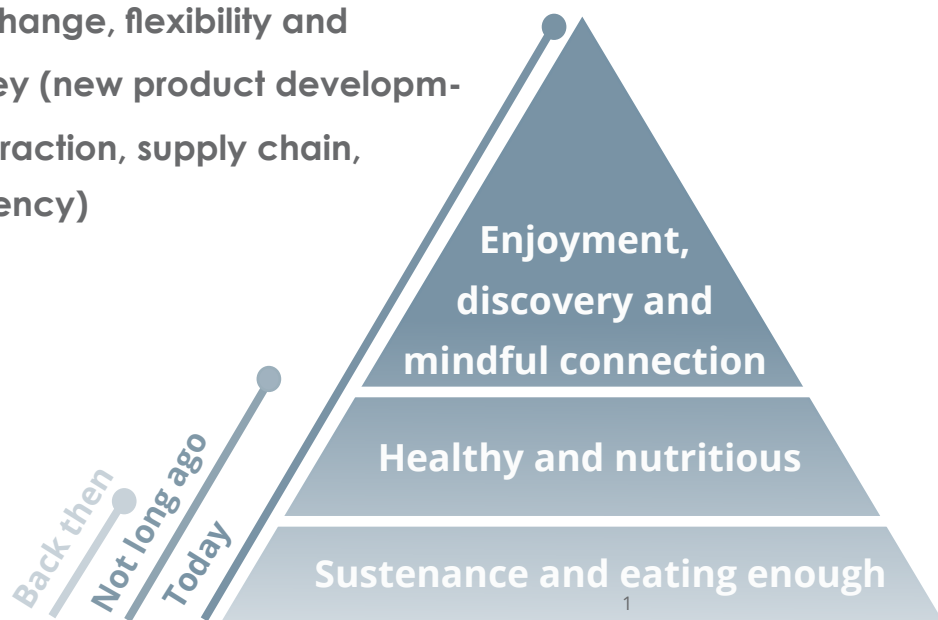 hange, flexibility and
ey (new product developm-
raction, supply chain,
ency)
Enjoyment,
discovery and
mindful connection
Healthy and nutritious
Sustenance and eating enough
Back then
Not long ago
Today
1